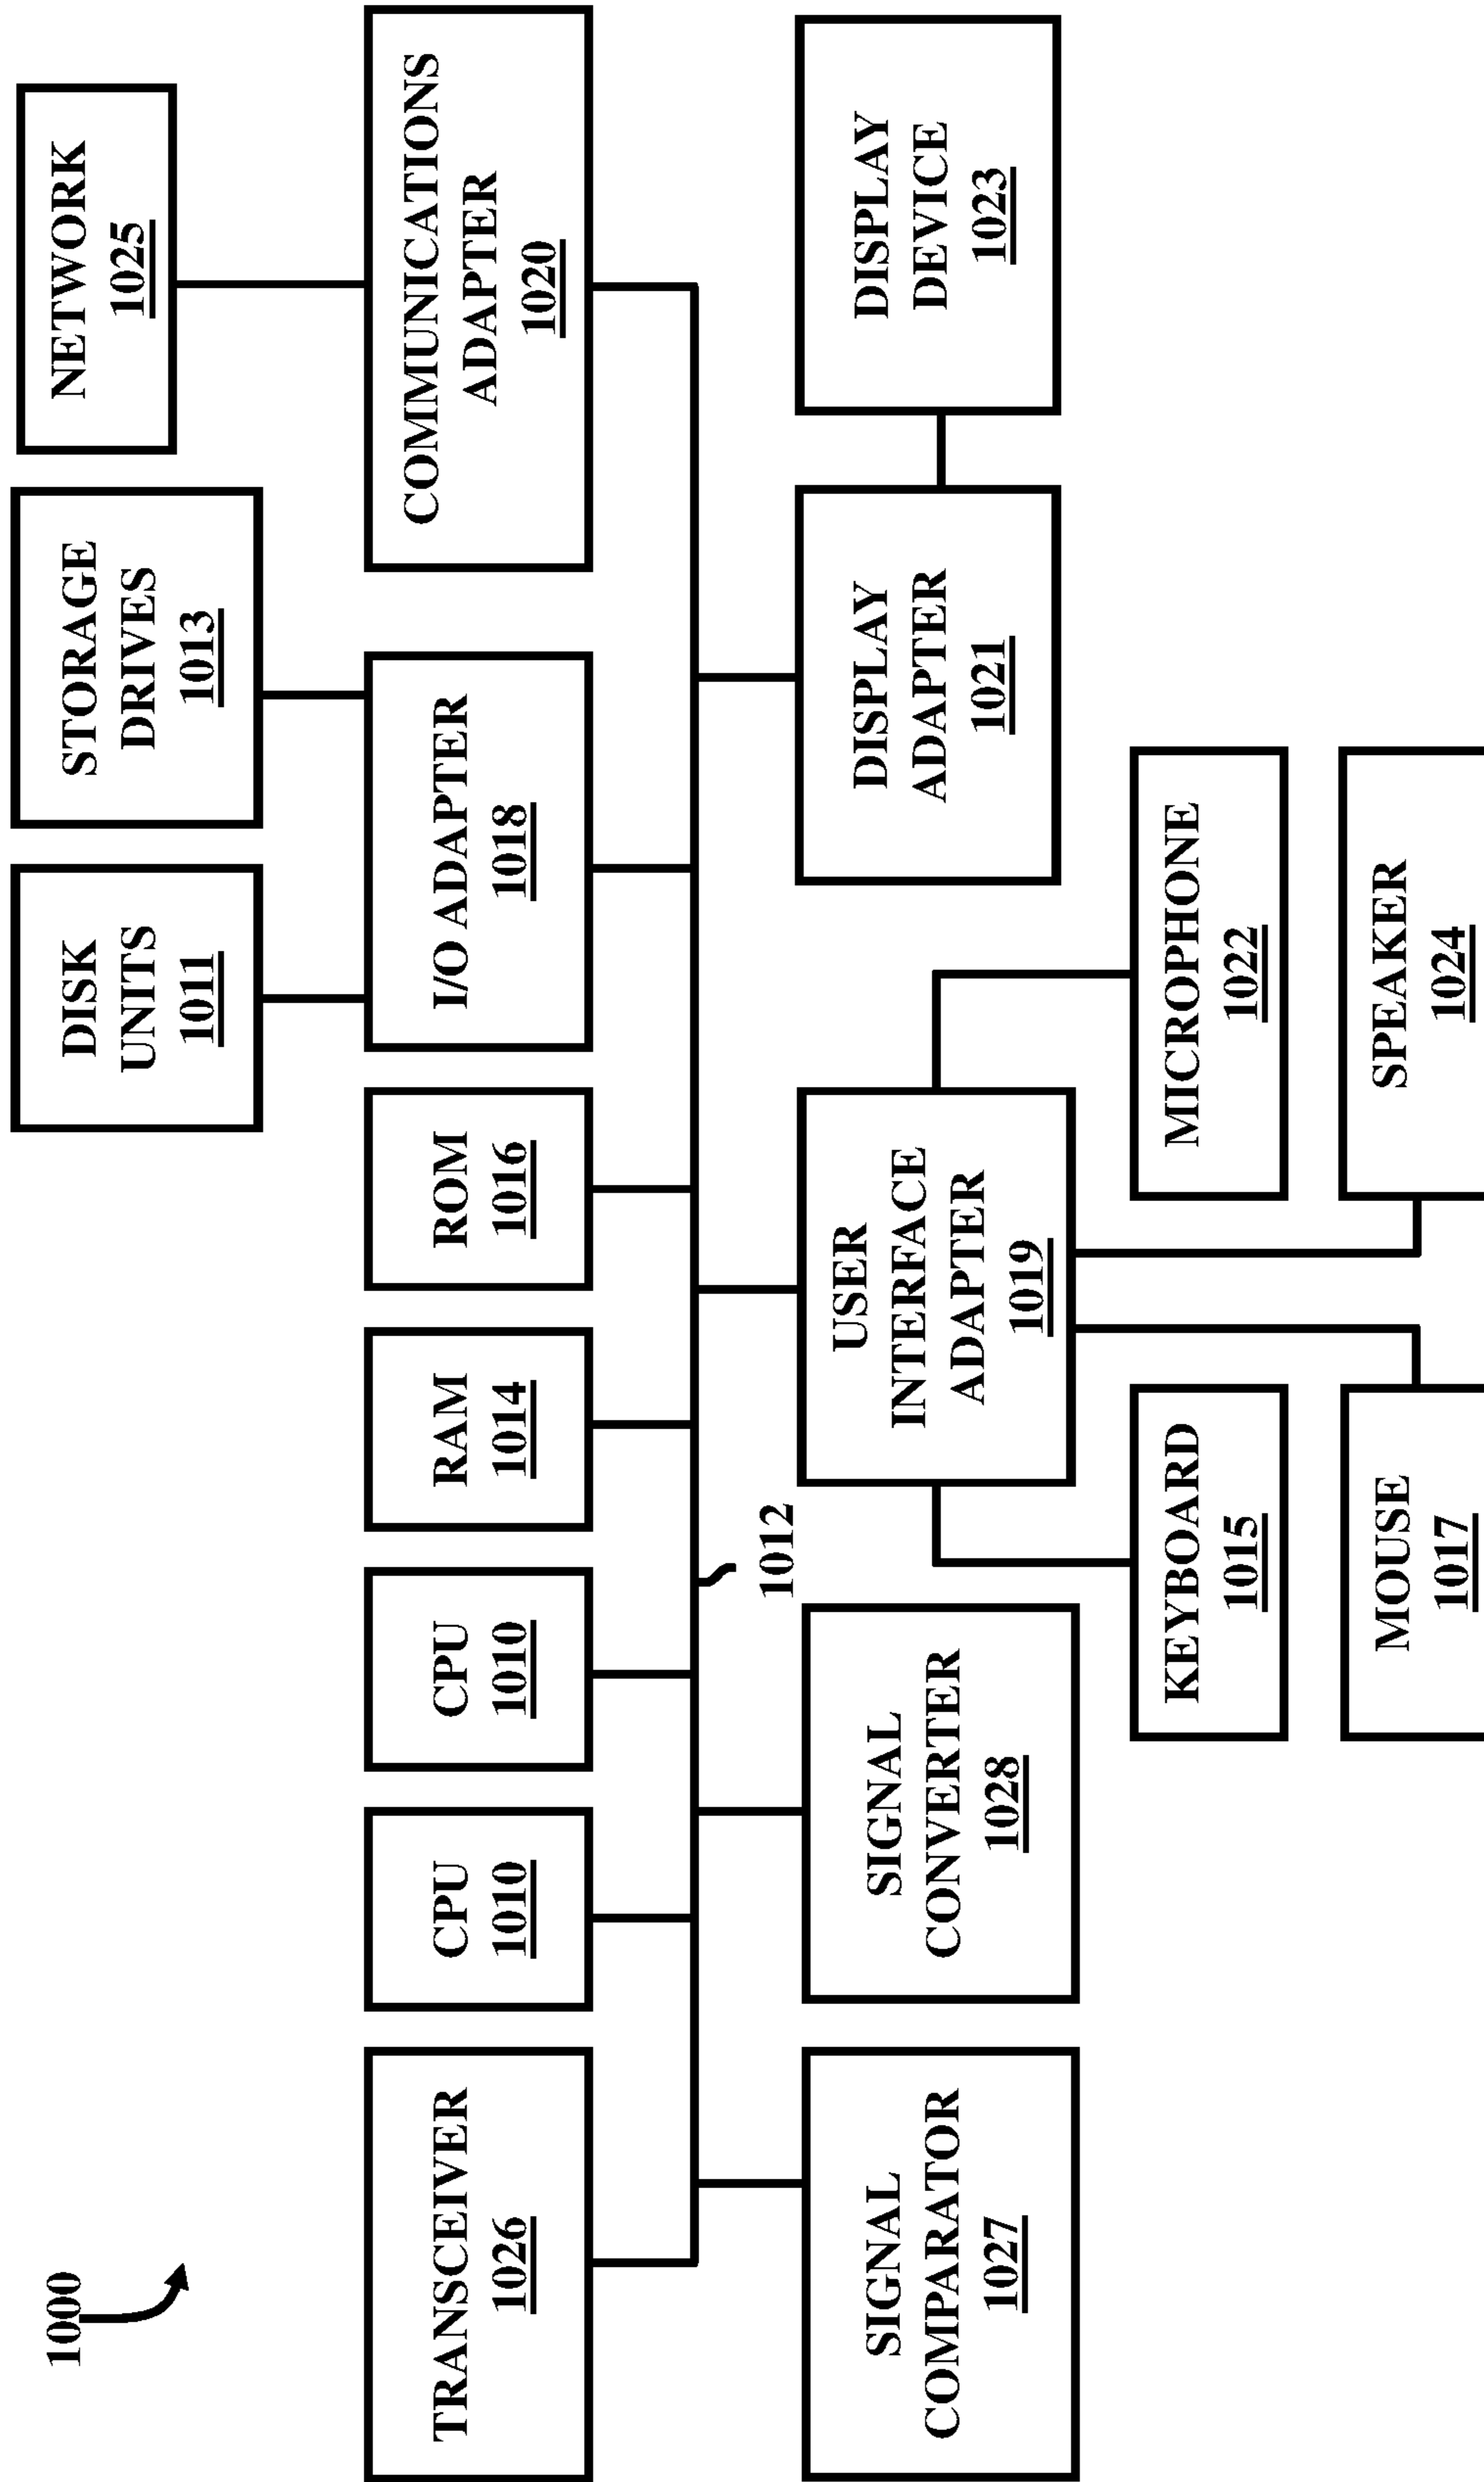 1000
DISK
UNITS
1011
STORAGE
DRIVES
1013
NETWORK
1025
TRANSCEIVER
1026
CPU
1010
CPU
1010
RAM
1014
ROM
1016
I/O ADAPTER
1018
COMMUNICATIONS
ADAPTER
1020
1012
SIGNAL
COMPARATOR
1027
SIGNAL
CONVERTER
1028
USER
INTERFACE
ADAPTER
1019
DISPLAY
ADAPTER
1021
DISPLAY
DEVICE
1023
KEYBOARD
1015
MICROPHONE
1022
MOUSE
1017
SPEAKER
1024